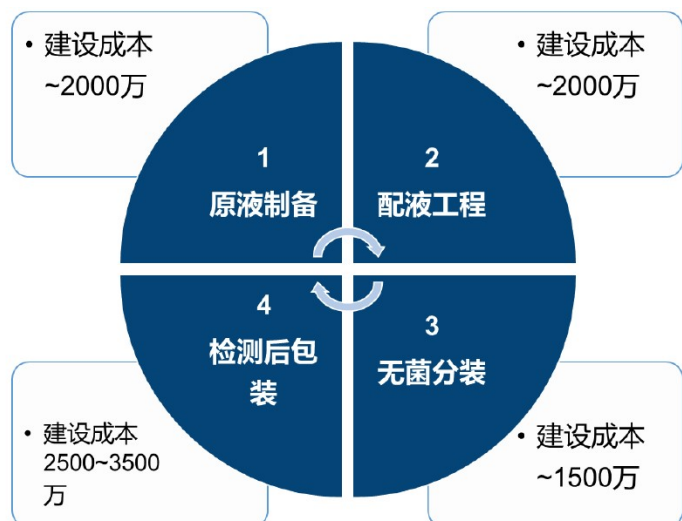 • 建设成本
~2000万
• 建设成本
~2000万
1
原液制备
2
配液工程
4
检测后包
装
3
无菌分装
• 建设成本
2500~3500
万
• 建设成本
~1500万